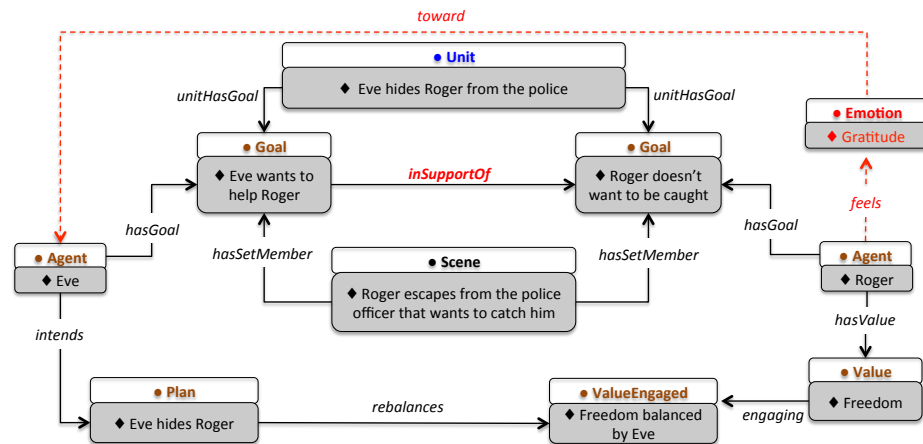 toward
● Unit
♦ Eve hides Roger from the police
unitHasGoal
unitHasGoal
● Emotion
♦ Gratitude
● Goal
♦ Eve wants to
help Roger
inSupportOf
● Goal
♦ Roger doesn't
want to be caught
feels
hasGoal
hasSetMember
hasSetMember
hasGoal
● Agent
♦ Eve
● Scene
♦ Roger escapes from the police
officer that wants to catch him
● Agent
♦ Roger
intends
hasValue
● Plan
♦ Eve hides Roger
rebalances
● ValueEngaged
♦ Freedom balanced
by Eve
engaging
● Value
♦ Freedom